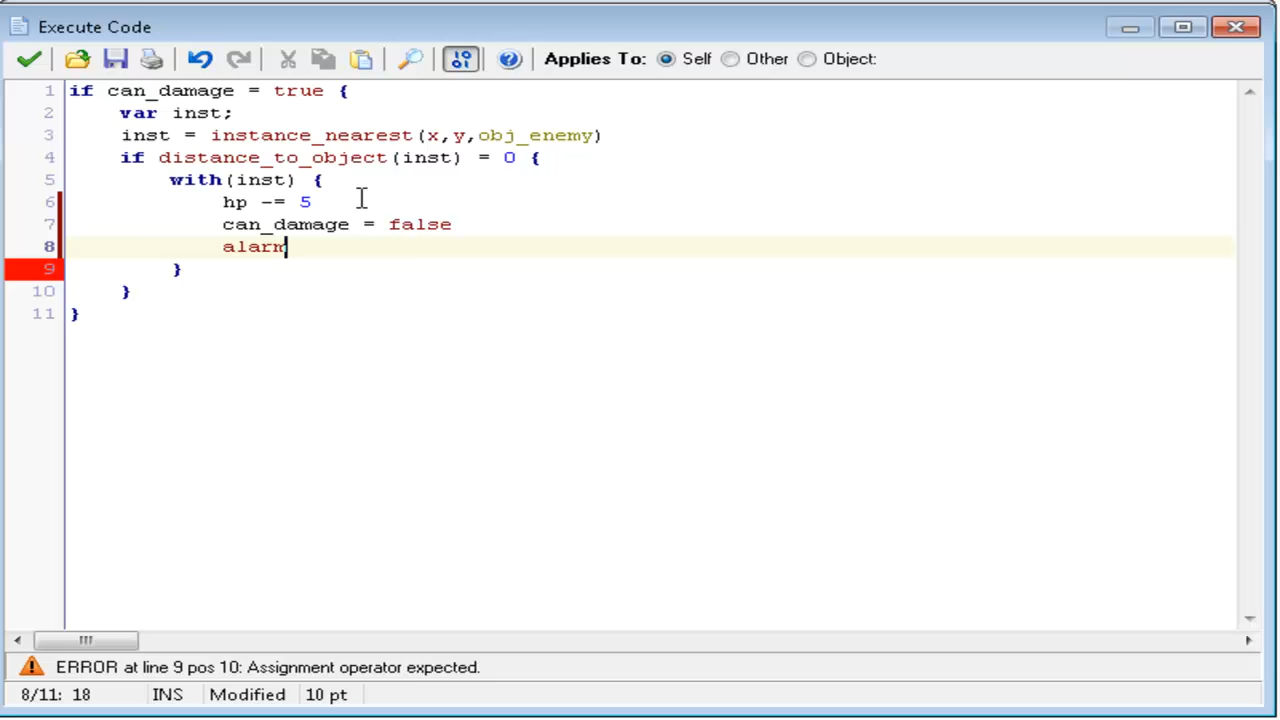 Execute Code
Applies To: Self Other Object:
1 if can_damage = true {
2 var inst;
3 inst = instance_nearest(x,y,obj_enemy)
4 if distance_to_object(inst) = 0 {
5 with(inst) {
6 hp -= 5
7 can_damage = false
8 alarm
9 }
10 }
11 }
ERROR at line 9 pos 10: Assignment operator expected.
8/11: 18 INS Modified 10 pt